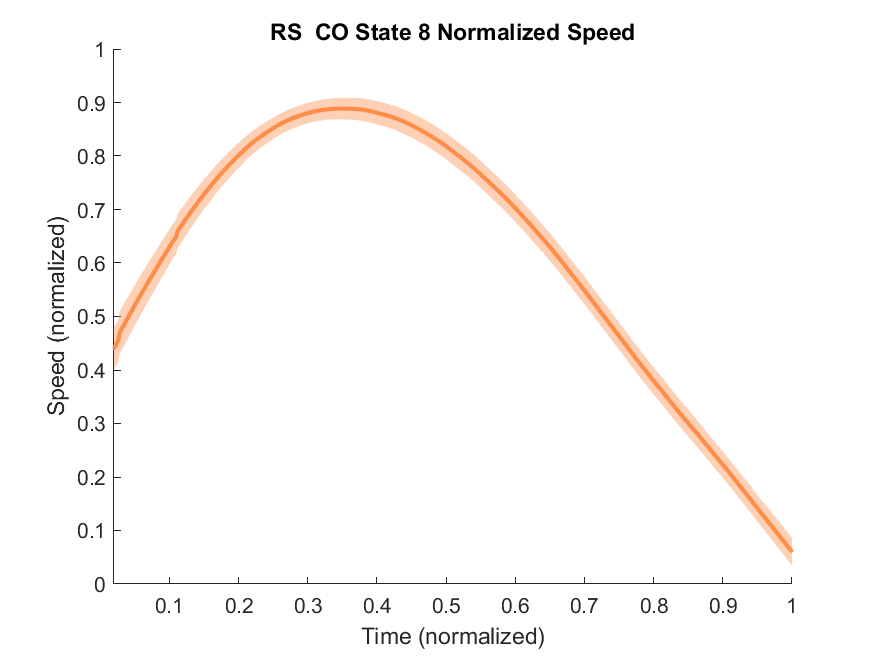 RS  CO State 8 Normalized Speed
1
0.9
0.8
0.7
0.6
0.5
0.4
0.3
0.2
0.1
0
Speed (normalized)
0.1 0.2 0.3 0.4 0.5 0.6 0.7 0.8 0.9 1
Time (normalized)